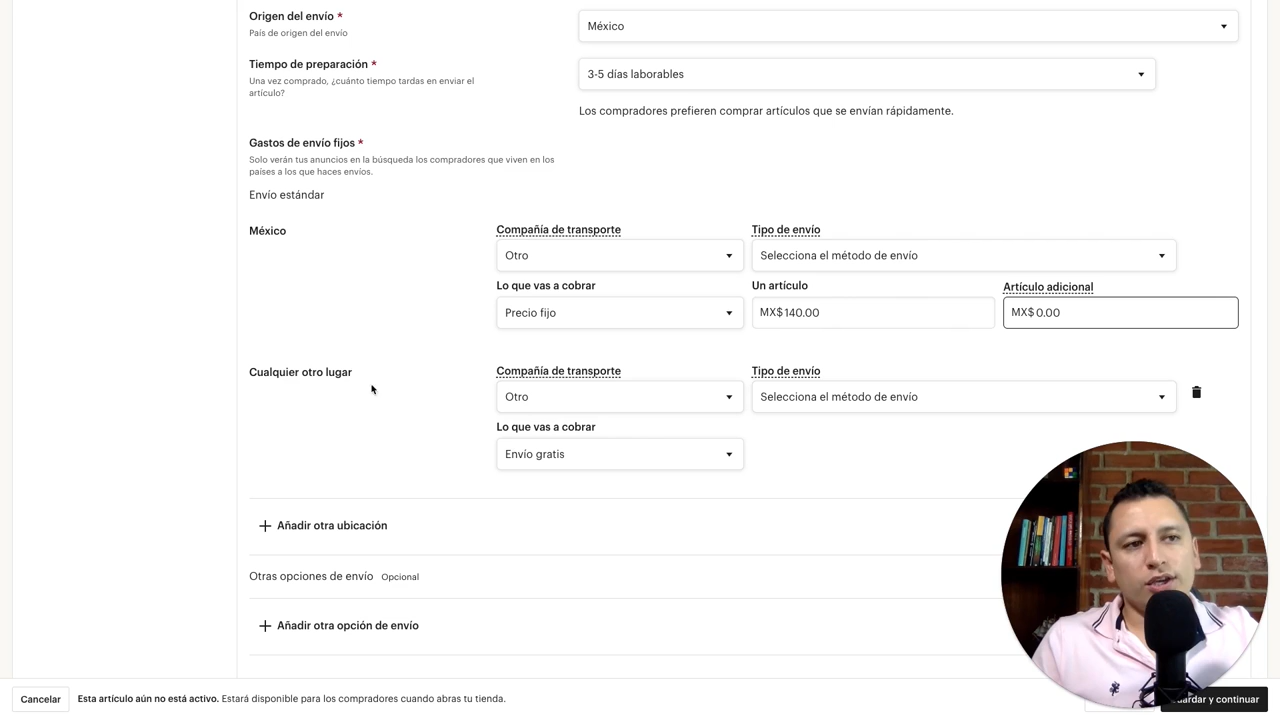 Origen del envío *
País de origen del envío
México
Tiempo de preparación *
Una vez comprado, ¿cuánto tiempo tardas en enviar el
artículo?
3-5 días laborables
Los compradores prefieren comprar artículos que se envían rápidamente.
Gastos de envío fijos *
Solo verán tus anuncios en la búsqueda los compradores que viven en los
países a los que haces envíos.
Envío estándar
México
Compañía de transporte
Tipo de envío
Otro
Selecciona el método de envío
Lo que vas a cobrar
Un artículo
Artículo adicional
Precio fijo
MX$ 140.00
MX$ 0.00
Cualquier otro lugar
Compañía de transporte
Tipo de envío
Otro
Selecciona el método de envío
Lo que vas a cobrar
Envío gratis
+ Añadir otra ubicación
Otras opciones de envío Opcional
+ Añadir otra opción de envío
Cancelar
Esta artículo aún no está activo. Estará disponible para los compradores cuando abras tu tienda.
y continuar